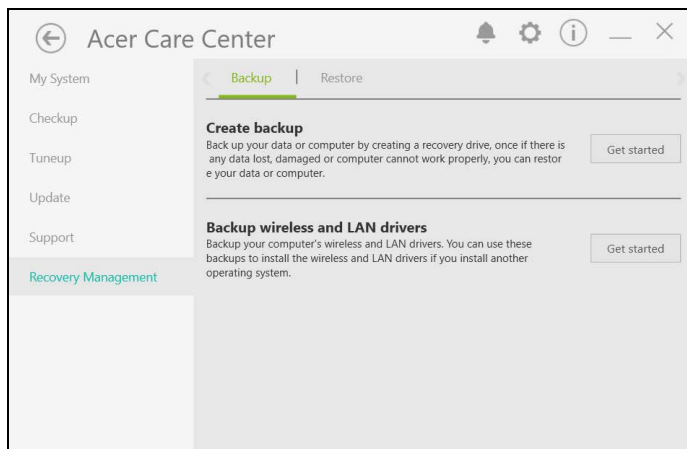 Acer Care Center
My System
Checkup
Tuneup
Update
Support
Recovery Management
Backup | Restore
Create backup
Back up your data or computer by creating a recovery drive, once if there is
any data lost, damaged or computer cannot work properly, you can restor
e your data or computer.
Get started
Backup wireless and LAN drivers
Backup your computer's wireless and LAN drivers. You can use these
backups to install the wireless and LAN drivers if you install another
operating system.
Get started